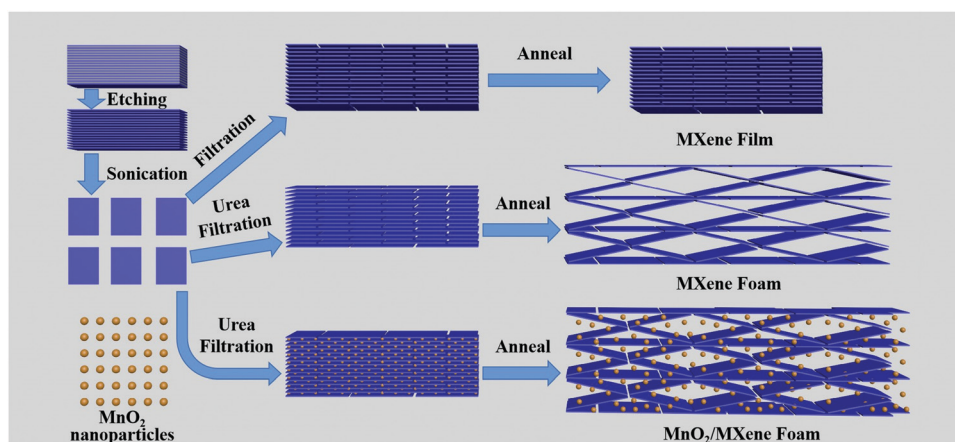 Etching
Sonication
Filtration
Anneal
MXene Film
Urea
Filtration
Anneal
MXene Foam
Urea
Filtration
Anneal
MnO₂
nanoparticles
MnO₂/MXene Foam